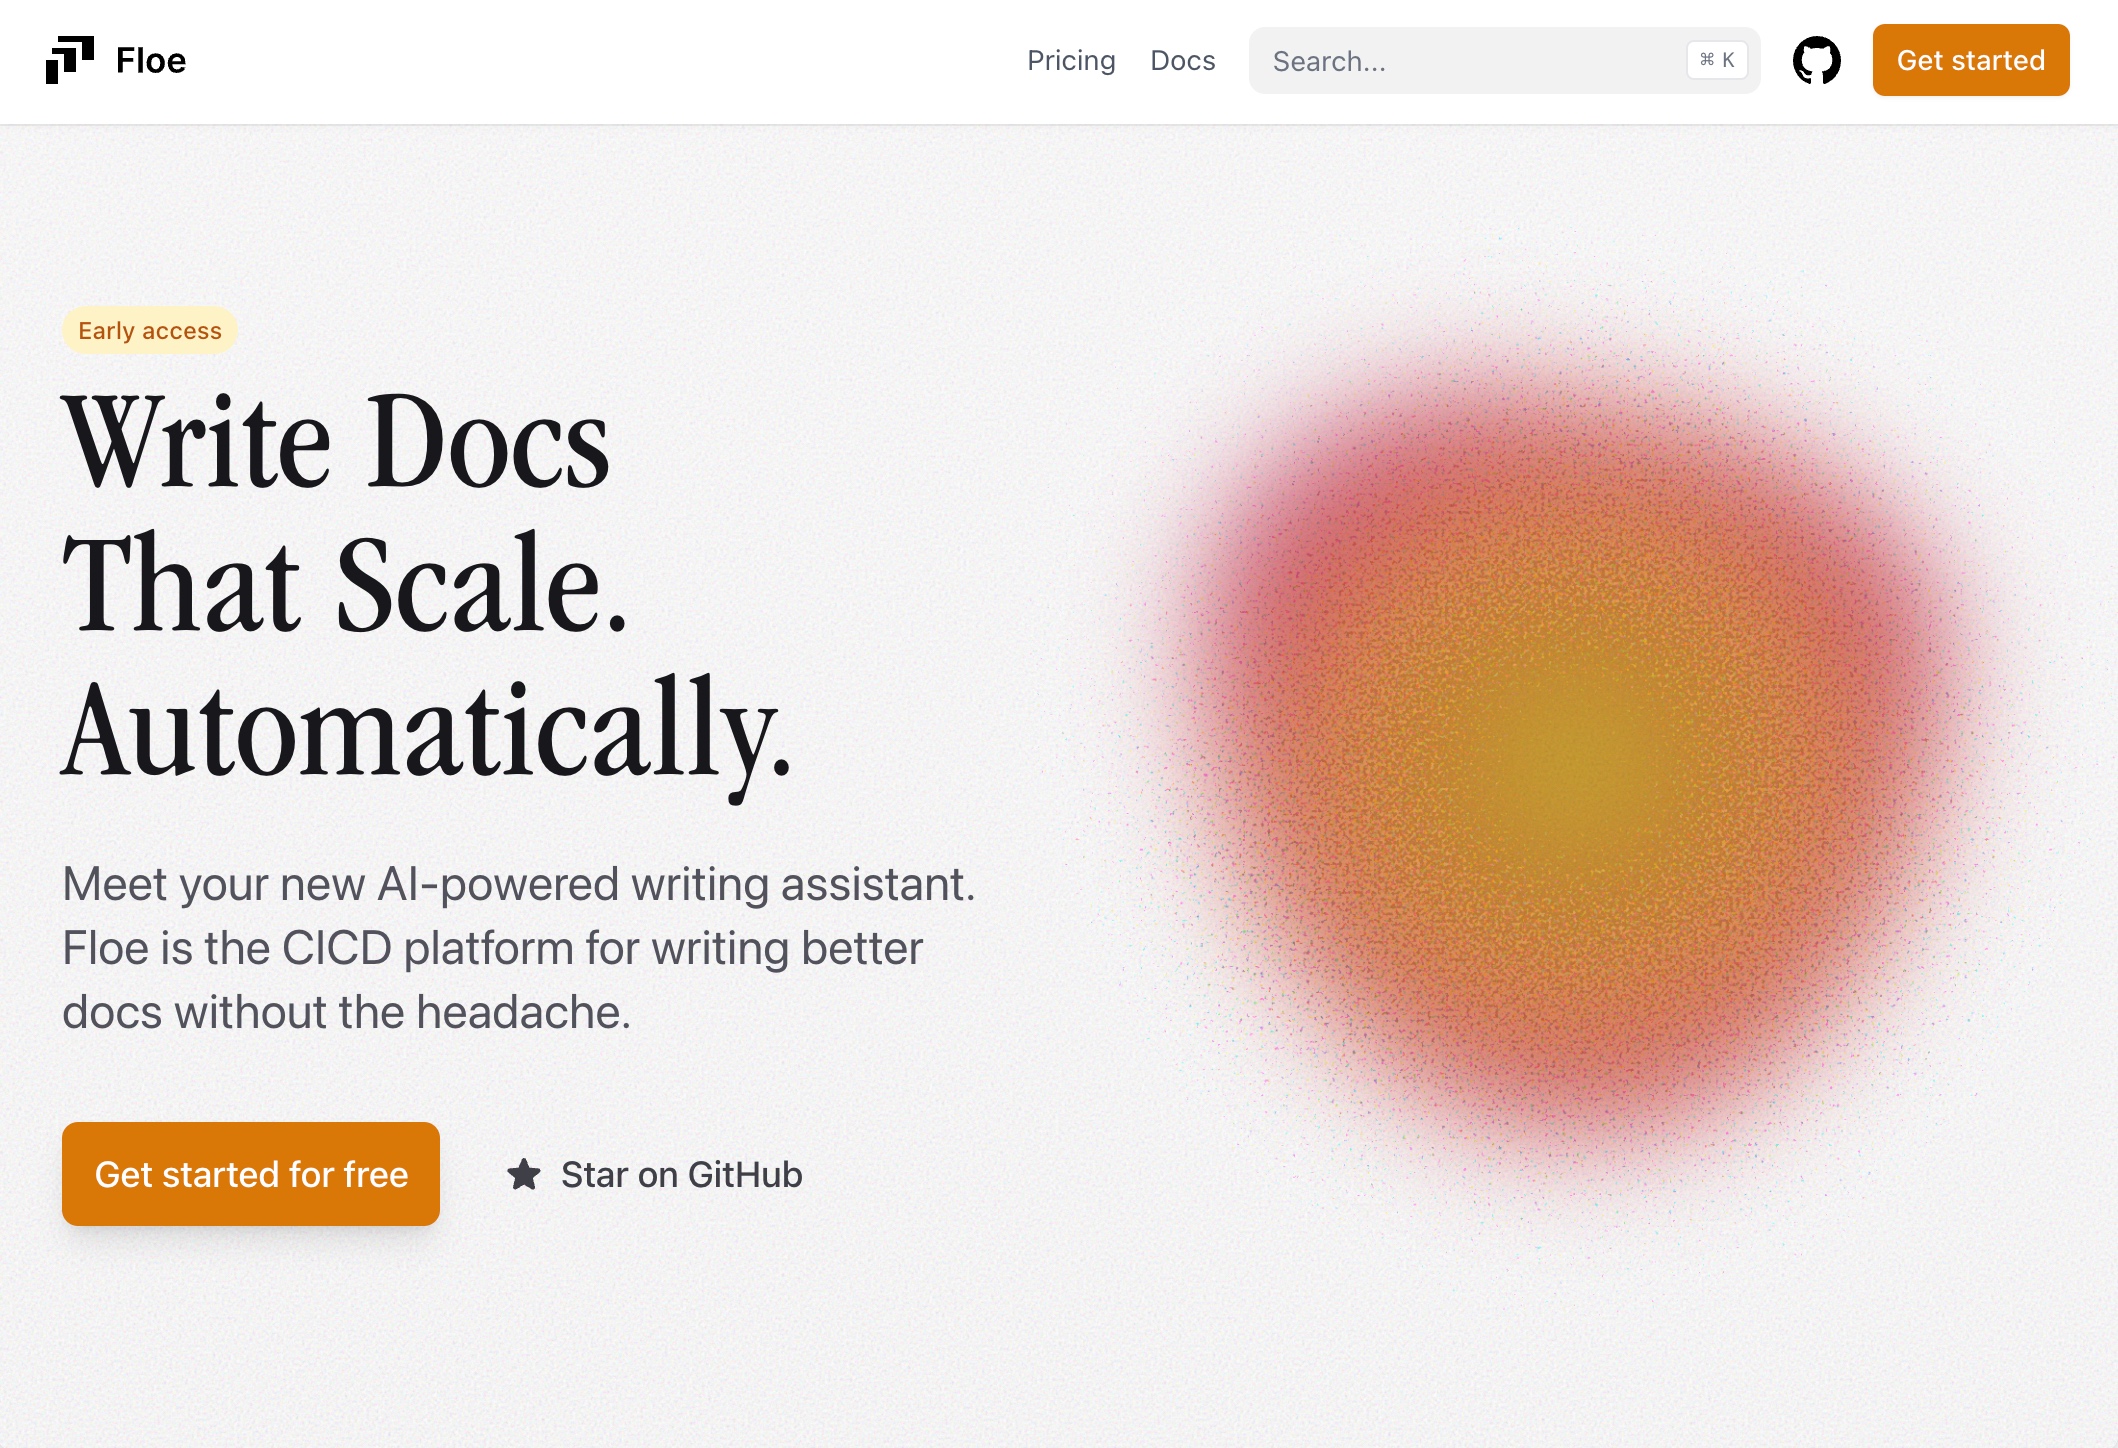 Floe
Pricing
Docs
Search...
⌘ K
Get started
Early access
Write Docs
That Scale.
Automatically.
Meet your new AI-powered writing assistant.
Floe is the CICD platform for writing better
docs without the headache.
Get started for free
Star on GitHub